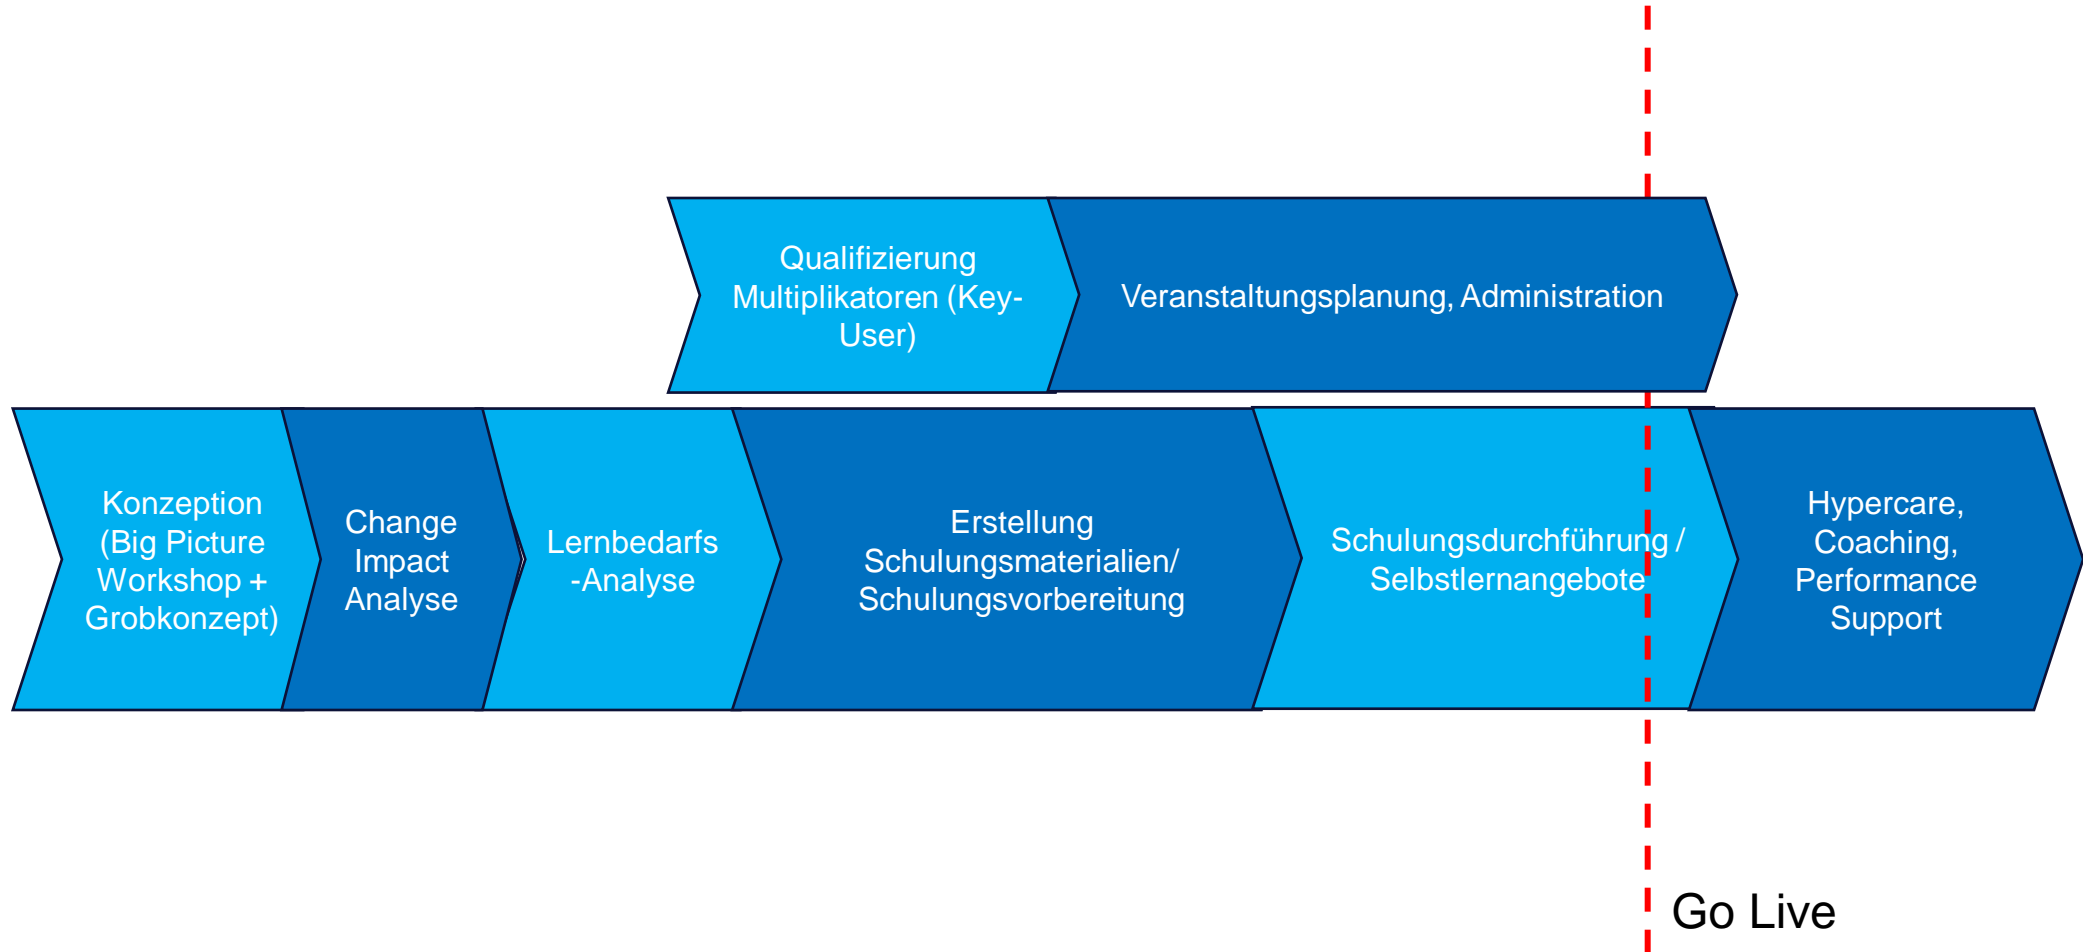 Qualifizierung
Multiplikatoren (Key-
User)
Veranstaltungsplanung, Administration
Konzeption
(Big Picture
Workshop +
Grobkonzept)
Change
Impact
Analyse
Lernbedarfs
-Analyse
Erstellung
Schulungsmaterialien/
Schulungsvorbereitung
Schulungsdurchführung /
Selbstlernangebote
Hypercare,
Coaching,
Performance
Support
Go Live